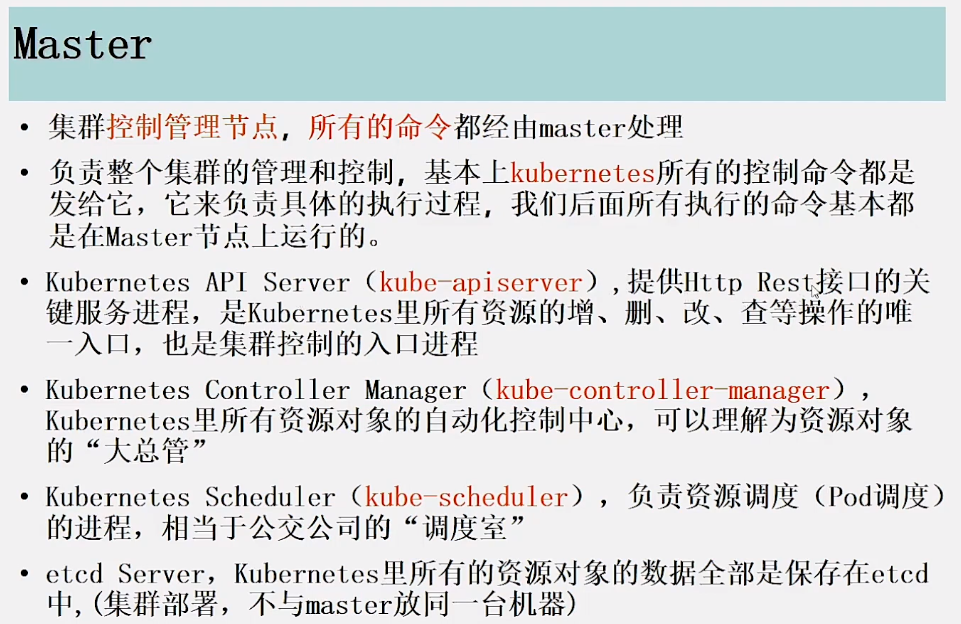 Master
• 集群控制管理节点，所有的命令都经由master处理
• 负责整个集群的管理和控制，基本上kubernetes所有的控制命令都是
发给它，它来负责具体的执行过程，我们后面所有执行的命令基本都
是在Master节点上运行的。
• Kubernetes API Server（kube-apiserver）,提供Http Rest接口的关
键服务进程，是Kubernetes里所有资源的增、删、改、查等操作的唯
一入口，也是集群控制的入口进程
• Kubernetes Controller Manager（kube-controller-manager），
Kubernetes里所有资源对象的自动化控制中心，可以理解为资源对象
的“大总管”
• Kubernetes Scheduler（kube-scheduler），负责资源调度（Pod调度）
的进程，相当于公交公司的“调度室”
• etcd Server，Kubernetes里所有的资源对象的数据全部是保存在etcd
中,(集群部署，不与master放同一台机器)